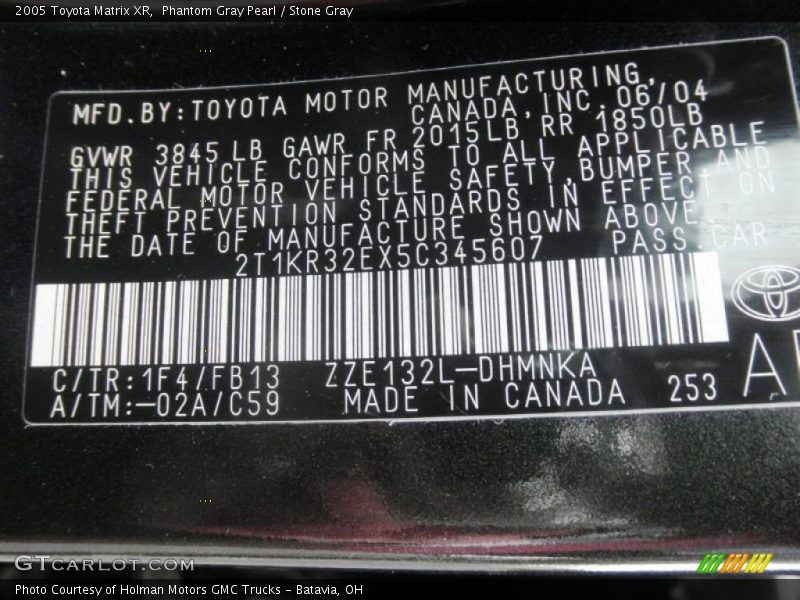 2005 Toyota Matrix XR,  Phantom Gray Pearl / Stone Gray
MFD.BY:TOYOTA MOTOR MANUFACTURING,
CANADA,INC.06/04
GVWR 3845LB GAWR FR 2015LB,RR 1850LB
THIS VEHICLE CONFORMS TO ALL APPLICABLE
FEDERAL MOTOR VEHICLE SAFETY,BUMPER AND
THEFT PREVENTION STANDARDS IN EFFECT ON
THE DATE OF MANUFACTURE SHOWN ABOVE.
2T1KR32EX5C345607 PASS.CAR
C/TR:1F4/FB13 ZZE132L-DHMNKA
A/TM:-02A/C59 MADE IN CANADA 253
GTcarlot.com
Photo Courtesy of Holman Motors GMC Trucks - Batavia, OH